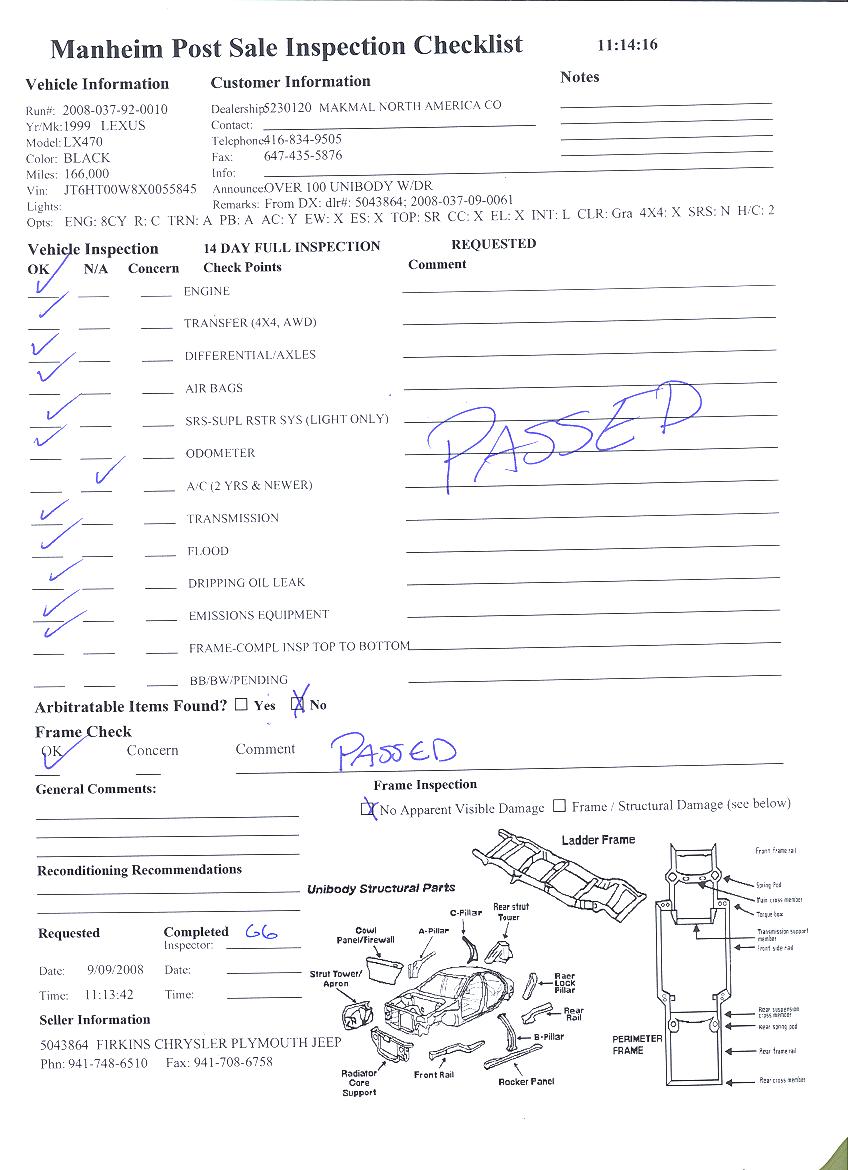 Manheim Post Sale Inspection Checklist 11:14:16
Vehicle Information Customer Information Notes
Run#: 2008-037-92-0010 Dealership5230120 MAKMAL NORTH AMERICA CO
Yr/Mk:1999 LEXUS Contact:
Model:LX470 Telephone416-834-9505
Color: BLACK Fax: 647-435-5876
Miles: 166,000 Info:
Vin: JT6HT00W8X0055845 AnnounceOVER 100 UNIBODY W/DR
Lights: Remarks: From DX: dlr#: 5043864; 2008-037-09-0061
Opts: ENG: 8CY R: C TRN: A PB: A AC: Y EW: X ES: X TOP: SR CC: X EL: X INT: L CLR: Gra 4X4: X SRS: N H/C: 2
Vehicle Inspection 14 DAY FULL INSPECTION REQUESTED
OK N/A Concern Check Points Comment
ENGINE
TRANSFER (4X4, AWD)
DIFFERENTIAL/AXLES
AIR BAGS
SRS-SUPL RSTR SYS (LIGHT ONLY)
PASSED
ODOMETER
A/C (2 YRS & NEWER)
TRANSMISSION
FLOOD
DRIPPING OIL LEAK
EMISSIONS EQUIPMENT
FRAME-COMPL INSP TOP TO BOTTOM
BB/BW/PENDING
Arbitratable Items Found? Yes No
Frame Check
OK Concern Comment PASSED
General Comments: Frame Inspection
No Apparent Visible Damage Frame / Structural Damage (see below)
Reconditioning Recommendations
Requested Completed GG
Inspector:
Date: 9/09/2008 Date:
Time: 11:13:42 Time:
Seller Information
5043864 FIRKINS CHRYSLER PLYMOUTH JEEP
Phn: 941-748-6510 Fax: 941-708-6758
Ladder Frame
Unibody Structural Parts
C-Pillar
Rear strut
Tower
Cowl
Panel/Firewall
A-Pillar
Strut Tower/
Apron
Raer
Lock
Pillar
Rear
Rail
B-Pillar
Radiator
Core
Support
Front Rail
Rocker Panel
PERIMETER
FRAME
Front frame rail
Spring Pod
Main cross member
Torque box
Transmission support
member
Front side rail
Rear suspension
cross member
Rear spring pod
Rear frame rail
Rear cross member